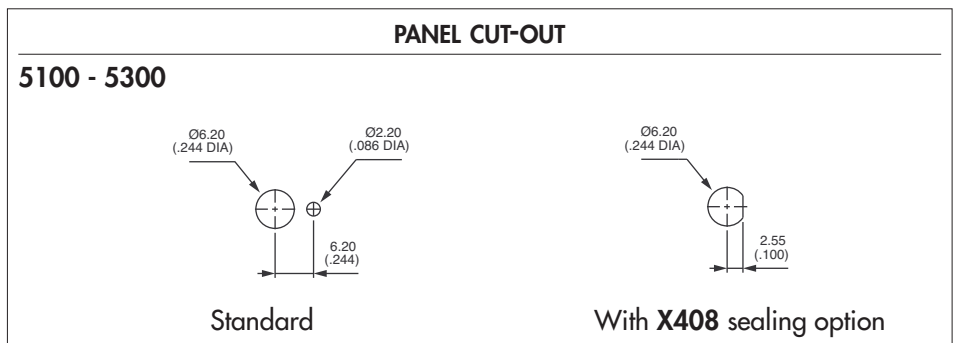 PANEL CUT-OUT
5100 - 5300
Ø6.20
(.244 DIA)
Ø2.20
(.086 DIA)
6.20
(.244)
Standard
Ø6.20
(.244 DIA)
2.55
(.100)
With X408 sealing option